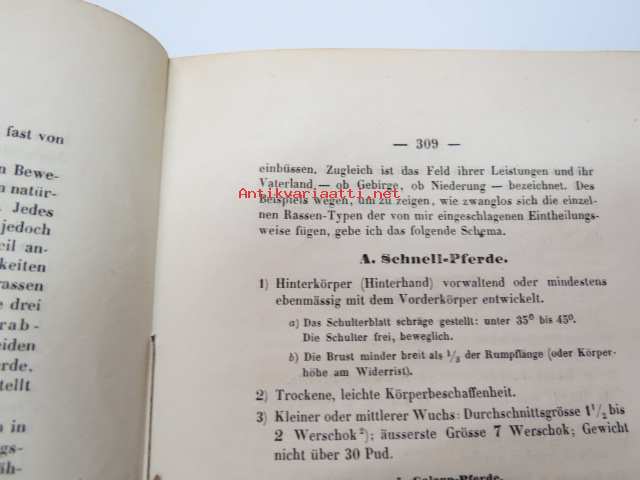 fast von
n Bewe-
n natür-
. Jedes
jedoch
eil an-
gkeiten
rassen
e drei
rab-
eiden
erde,
stellt
n in
ngs-
äh-
— 309 —
einbüssen. Zugleich ist das Feld ihrer Leistungen und ihr
Vaterland, — ob Gebirge, ob Niederung — bezeichnet. Des
Beispiels wegen, um zu zeigen, wie zwanglos sich die einzel-
nen Rassen-Typen der von mir eingeschlagenen Eintheilungs-
weise fügen, gebe ich das folgende Schema.
A. Schnell-Pferde.
1) Hinterkörper (Hinterhand) vorwaltend oder mindestens
ebenmässig mit dem Vorderkörper entwickelt.
a) Das Schulterblatt schräge gestellt: unter 35° bis 45°.
Die Schulter frei, beweglich.
b) Die Brust minder breit als 1/3 der Rumpflänge (oder Körper-
höhe am Widerrist).
2) Trockene, leichte Körperbeschaffenheit.
3) Kleiner oder mittlerer Wuchs: Durchschnittsgrösse 1 1/2 bis
2 Werschok²); äusserste Grösse 7 Werschok; Gewicht
nicht über 30 Pud.
Antikvariaatti.net